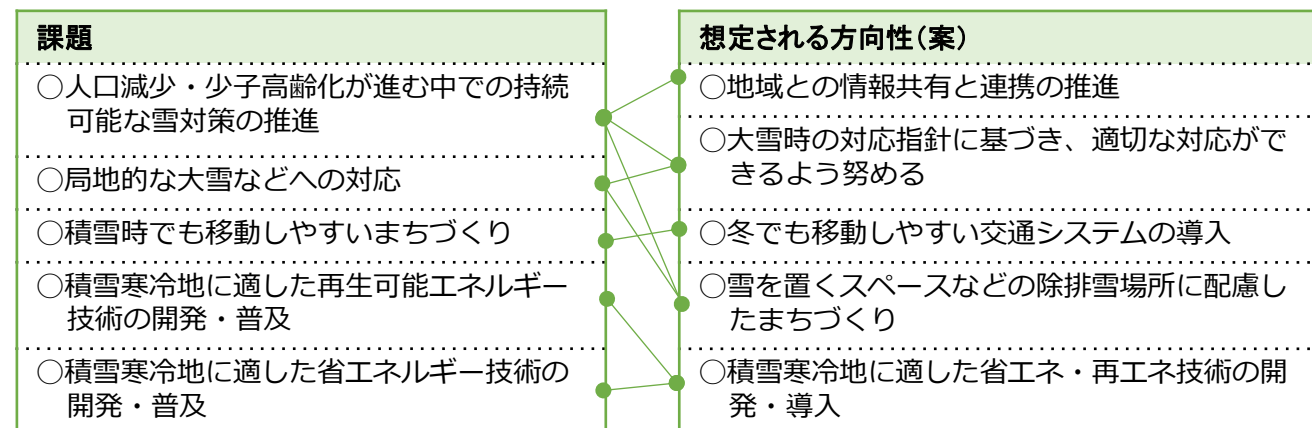 課題
○人口減少・少子高齢化が進む中での持続
可能な雪対策の推進
○局地的な大雪などへの対応
○積雪時でも移動しやすいまちづくり
○積雪寒冷地に適した再生可能エネルギー
技術の開発・普及
○積雪寒冷地に適した省エネルギー技術の
開発・普及
想定される方向性（案）
○地域との情報共有と連携の推進
○大雪時の対応指針に基づき、適切な対応がで
きるよう努める
○冬でも移動しやすい交通システムの導入
○雪を置くスペースなどの除排雪場所に配慮し
たまちづくり
○積雪寒冷地に適した省エネ・再エネ技術の開
発・導入